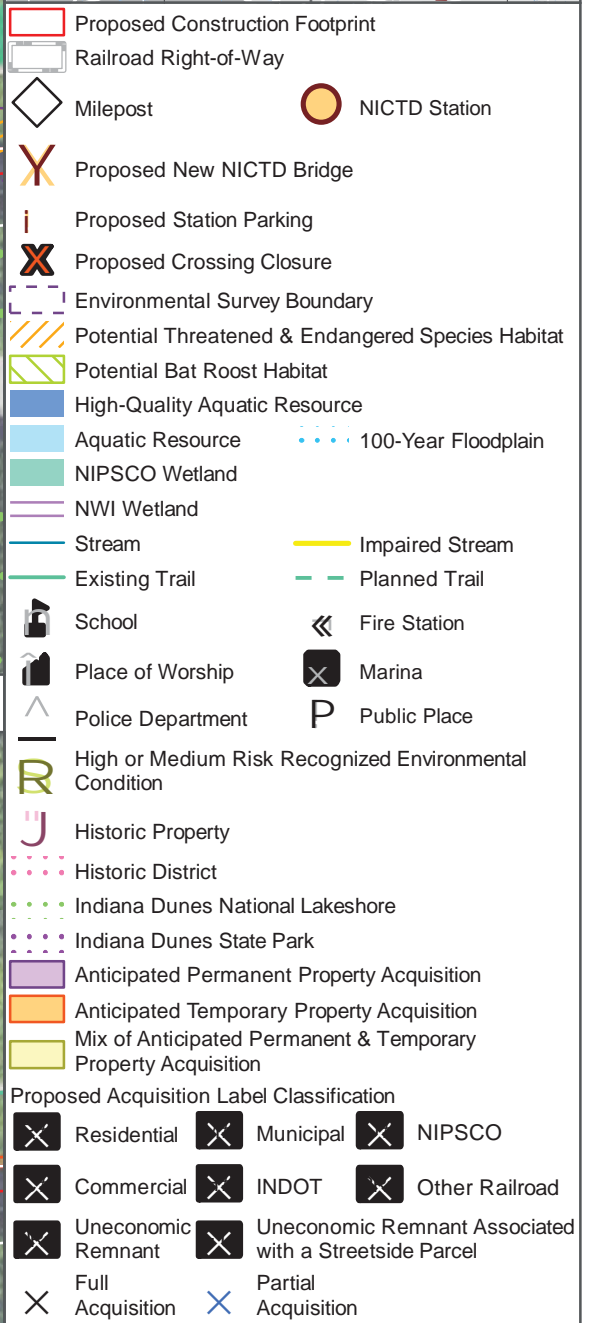 Proposed Construction Footprint
Railroad Right-of-Way
Milepost
NICTD Station
Proposed New NICTD Bridge
Proposed Station Parking
Proposed Crossing Closure
Environmental Survey Boundary
Potential Threatened & Endangered Species Habitat
Potential Bat Roost Habitat
High-Quality Aquatic Resource
Aquatic Resource
100-Year Floodplain
NIPSCO Wetland
NWI Wetland
Stream
Impaired Stream
Existing Trail
Planned Trail
School
Fire Station
Place of Worship
Marina
Police Department
P Public Place
High or Medium Risk Recognized Environmental
Condition
Historic Property
Historic District
Indiana Dunes National Lakeshore
Indiana Dunes State Park
Anticipated Permanent Property Acquisition
Anticipated Temporary Property Acquisition
Mix of Anticipated Permanent & Temporary
Property Acquisition
Proposed Acquisition Label Classification
Residential
Municipal
NIPSCO
Commercial
INDOT
Other Railroad
Uneconomic
Remnant
Uneconomic Remnant Associated
with a Streetside Parcel
Full
Acquisition
Partial
Acquisition